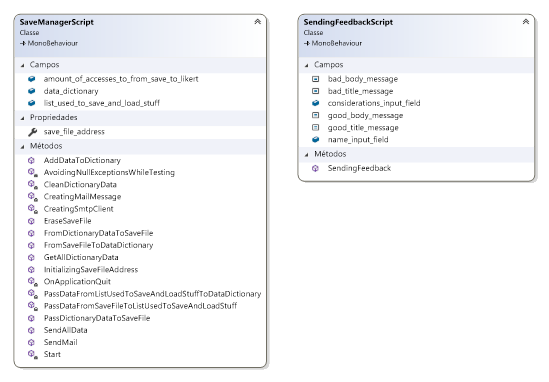 SaveManagerScript
Classe
MonoBehaviour
Campos
amount_of_accesses_to_from_save_to_likert
data_dictionary
list_used_to_save_and_load_stuff
Propriedades
save_file_address
Métodos
AddDataToDictionary
AvoidingNullExceptionsWhileTesting
CleanDictionaryData
CreatingMailMessage
CreatingSmtpClient
EraseSaveFile
FromDictionaryDataToSaveFile
FromSaveFileToDataDictionary
GetAllDictionaryData
InitializingSaveFileAddress
OnApplicationQuit
PassDataFromListUsedToSaveAndLoadStuffToDataDictionary
PassDataFromSaveFileToListUsedToSaveAndLoadStuff
PassDictionaryDataToSaveFile
SendAllData
SendMail
Start
SendingFeedbackScript
Classe
MonoBehaviour
Campos
bad_body_message
bad_title_message
considerations_input_field
good_body_message
good_title_message
name_input_field
Métodos
SendingFeedback